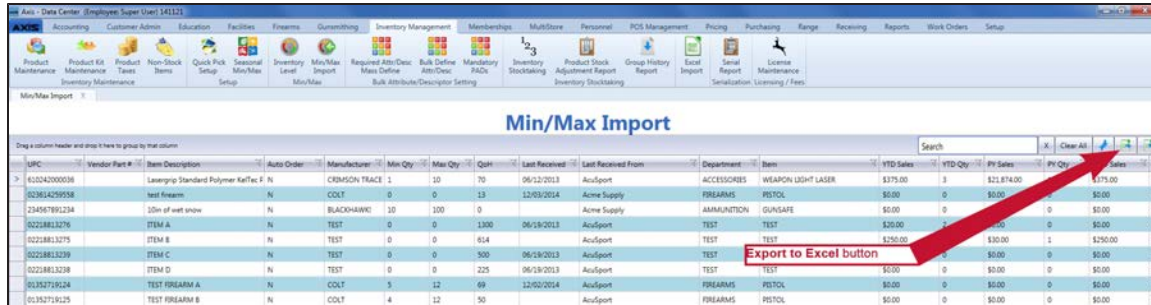 Axis - Data Center (Employee: Super User) 141121
AXIS Accounting Customer Admin Education Facilities Firearms Gunsmithing Inventory Management Memberships MultiStore Personnel POS Management Pricing Purchasing Range Receiving Reports Work Orders Setup
Product Maintenance Product Kit Maintenance Product Taxes Non-Stock Items Quick Pick Setup Seasonal Min/Max Inventory Level Min/Max Import Required Attr/Desc Mass Define Bulk Define Attr/Desc Mandatory PADs Inventory Stocktaking Product Stock Adjustment Report Group History Report Excel Import Serial Report License Maintenance
Inventory Maintenance Setup Min/Max Bulk Attribute/Descriptor Setting Inventory Stocktaking Serialization Licensing / Fees
Min/Max Import X
Min/Max Import
Drag a column header and drop it here to group by that column Search X Clear All
UPC Vendor Part # Item Description Auto Order Manufacturer Min Qty Max Qty QoH Last Received Last Received From Department Item YTD Sales YTD Qty PY Sales PY Qty Sales
610242000036 Lasergrip Standard Polymer KelTec P N CRIMSON TRACE 1 10 70 06/12/2013 AcuSport ACCESSORIES WEAPON LIGHT LASER $375.00 3 $21,874.00 $375.00
023614259558 test firearm N COLT 0 0 13 12/03/2014 Acme Supply FIREARMS PISTOL $0.00 0 $0.00 0 $0.00
234567891234 10in of wet snow N BLACKHAWK! 10 100 0 Acme Supply AMMUNITION GUNSAFE $0.00 0 $0.00 $0.00
02218813276 ITEM A N TEST 0 0 1300 06/19/2013 AcuSport TEST TEST $20.00 2 0 $0.00
02218813275 ITEM B N TEST 0 0 614 AcuSport TEST TEST $250.00 $30.00 1 $250.00
02218813239 ITEM C N TEST 0 0 500 06/19/2013 AcuSport TEST Export to Excel button $0.00 0 $0.00
02218813238 ITEM D N TEST 0 0 225 06/19/2013 AcuSport TEST TEST $0.00 0 $0.00 0 $0.00
01352719124 TEST FIREARM A N COLT 5 12 69 12/02/2014 AcuSport FIREARMS PISTOL $0.00 0 $0.00 0 $0.00
01352719125 TEST FIREARM B N COLT 4 12 50 AcuSport FIREARMS PISTOL $0.00 0 $0.00 0 $0.00